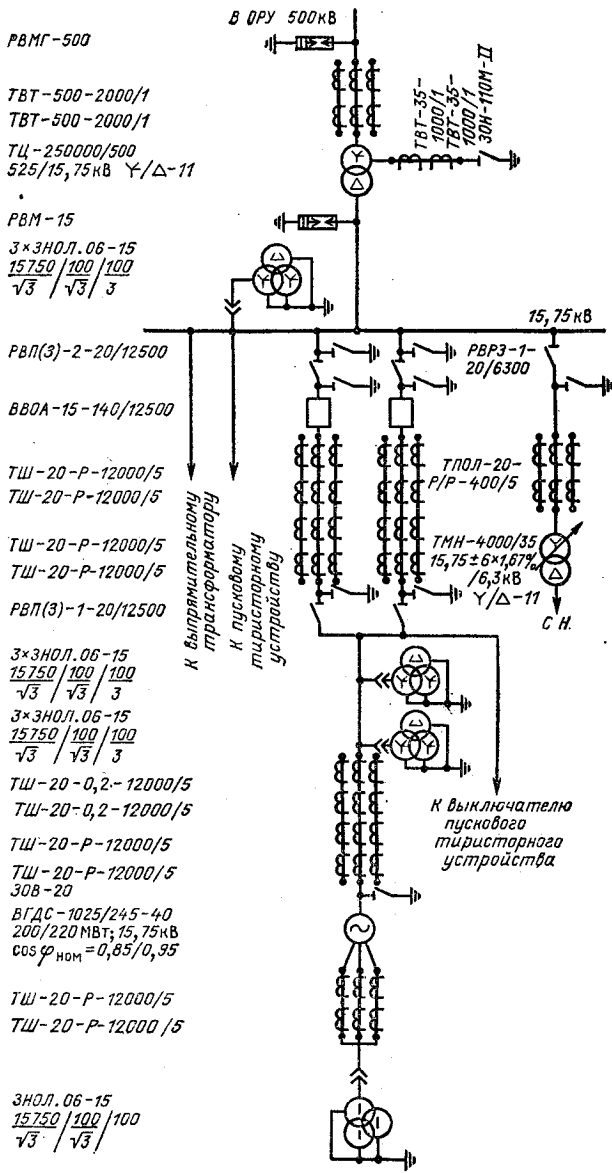 В ОРУ 500кВ
РВМГ-500
ТВТ-500-2000/1
ТВТ-500-2000/1
ТВТ-35-
1000/1
ТВТ-35-
1000/1
ЗОН-110М-II
ТЦ-250000/500
525/15,75кВ Y/Δ-11
РВМ-15
3×ЗНОЛ.06-15
15750/√3 / 100/√3 / 100/3
15,75кВ
РВП(З)-2-20/12500
РВРЗ-1-
20/6300
ВВОА-15-140/12500
ТШ-20-Р-12000/5
ТШ-20-Р-12000/5
ТПОЛ-20-
Р/Р-400/5
ТШ-20-Р-12000/5
ТШ-20-Р-12000/5
ТМН-4000/35
15,75±6×1,67%
/6,3кВ
Y/Δ-11
С.Н.
РВП(З)-1-20/12500
К выпрямительному
трансформатору
К пусковому
тиристорному
устройству
3×ЗНОЛ.06-15
15750/√3 / 100/√3 / 100/3
3×ЗНОЛ.06-15
15750/√3 / 100/√3 / 100/3
ТШ-20-0,2-12000/5
ТШ-20-0,2-12000/5
К выключателю
пускового
тиристорного
устройства
ТШ-20-Р-12000/5
ТШ-20-Р-12000/5
ЗОВ-20
ВГДС-1025/245-40
200/220 МВт; 15,75кВ
cos φ ном = 0,85/0,95
ТШ-20-Р-12000/5
ТШ-20-Р-12000/5
ЗНОЛ.06-15
15750/√3 / 100/√3 / 100